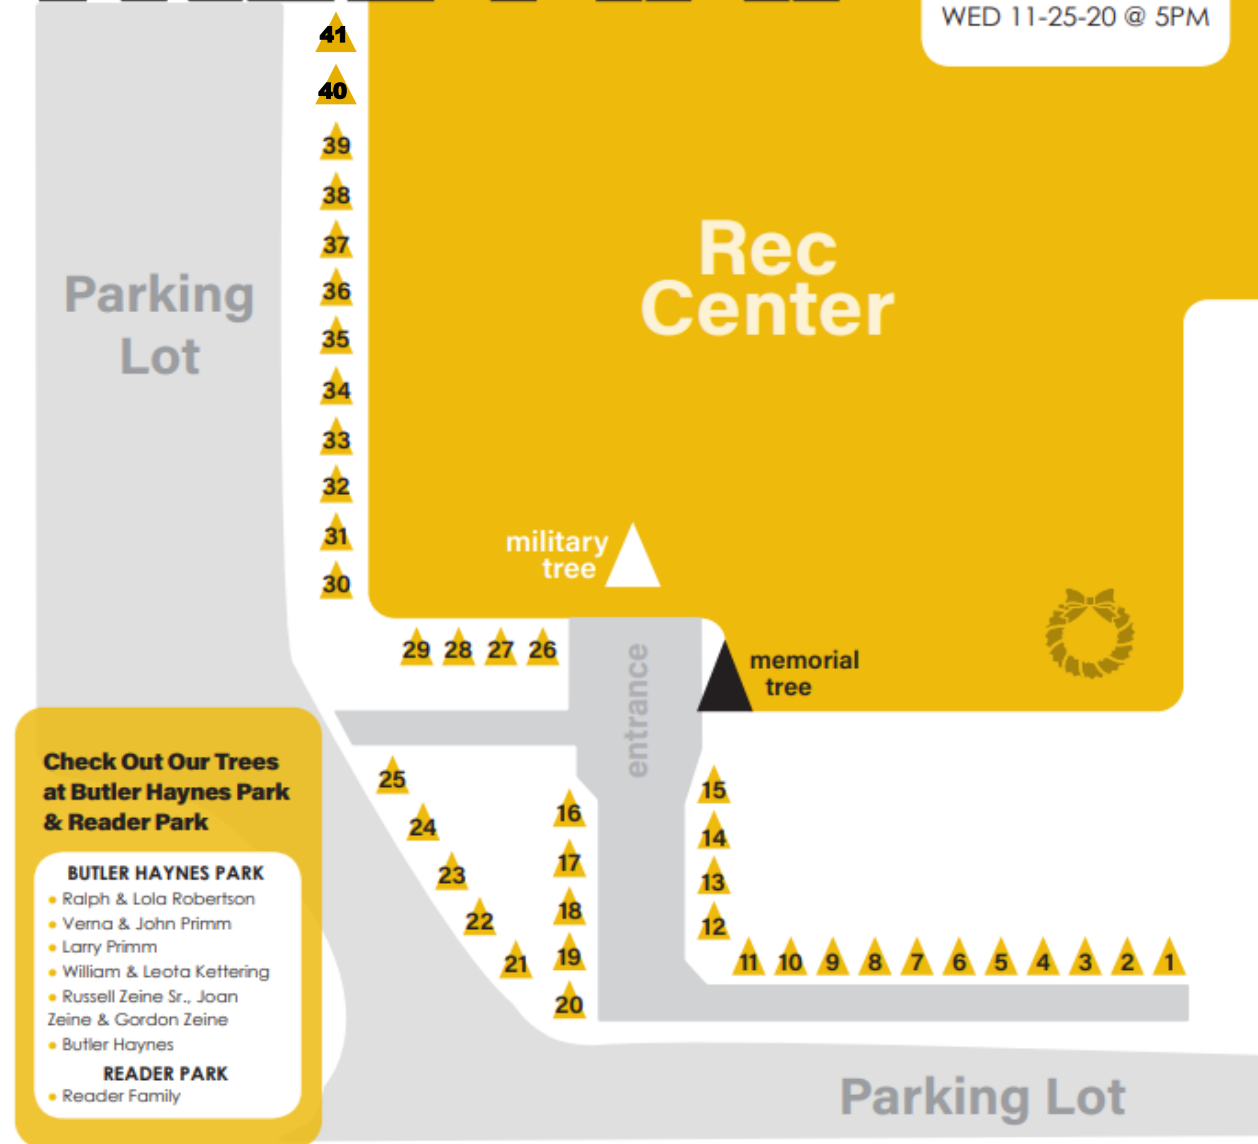 WED 11-25-20 @ 5PM
41
40
39
38
37
36
35
34
33
32
31
30
Parking
Lot
Rec
Center
military
tree
29 28 27 26
entrance
memorial
tree
25
24
23
22
21
16
17
18
19
20
15
14
13
12
11 10 9 8 7 6 5 4 3 2 1
Check Out Our Trees
at Butler Haynes Park
& Reader Park
BUTLER HAYNES PARK
• Ralph & Lola Robertson
• Verna & John Primm
• Larry Primm
• William & Leota Kettering
• Russell Zeine Sr., Joan
Zeine & Gordon Zeine
• Butler Haynes
READER PARK
• Reader Family
Parking Lot